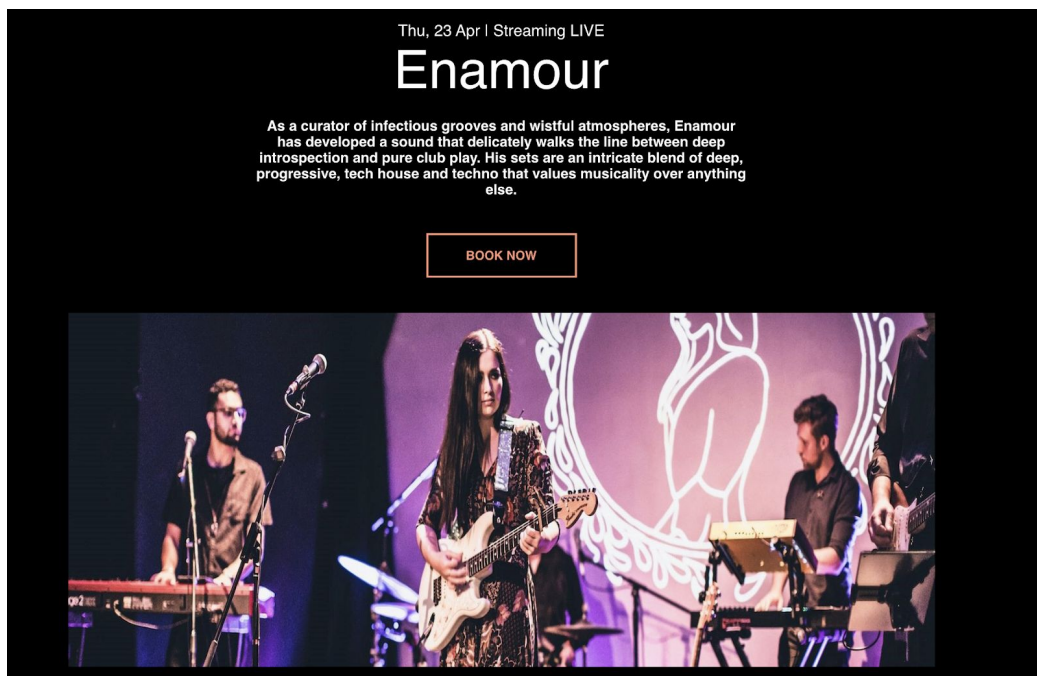 Thu, 23 Apr | Streaming LIVE
Enamour
As a curator of infectious grooves and wistful atmospheres, Enamour
has developed a sound that delicately walks the line between deep
introspection and pure club play. His sets are an intricate blend of deep,
progressive, tech house and techno that values musicality over anything
else.
BOOK NOW